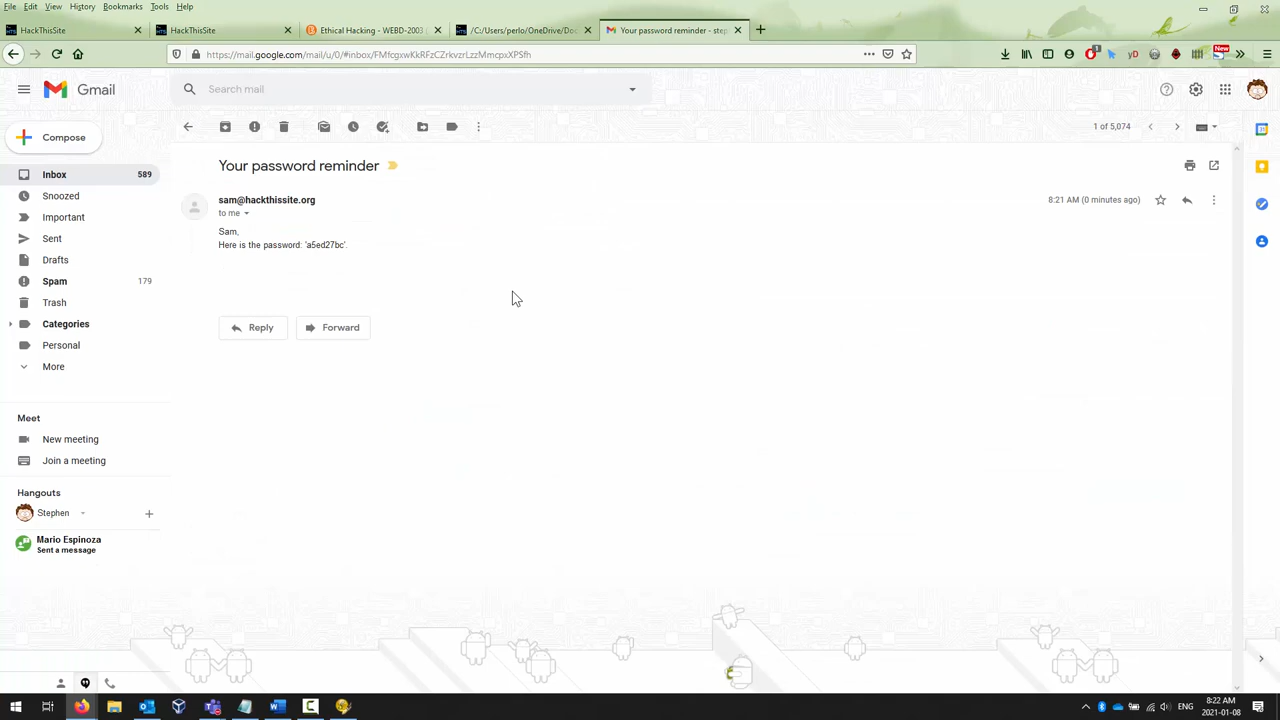 File Edit View History Bookmarks Tools Help
HackThisSite
HackThisSite
Ethical Hacking - WEBD-2003 (
/C:/Users/perlo/OneDrive/Doc
Your password reminder - step
https://mail.google.com/mail/u/0/#inbox/FMfcgxwKkRFzCZrkvzrLzzMmcpxXPSfh
1
yD
New
Gmail
Search mail
Compose
1 of 5,074
Inbox 589
Snoozed
Important
Sent
Drafts
Spam 179
Trash
Categories
Personal
More
Your password reminder
sam@hackthissite.org
8:21 AM (0 minutes ago)
to me
Sam,
Here is the password: 'a5ed27bc'.
Reply
Forward
Meet
New meeting
Join a meeting
Hangouts
Stephen
Mario Espinoza
Sent a message
ENG
8:22 AM
2021-01-08